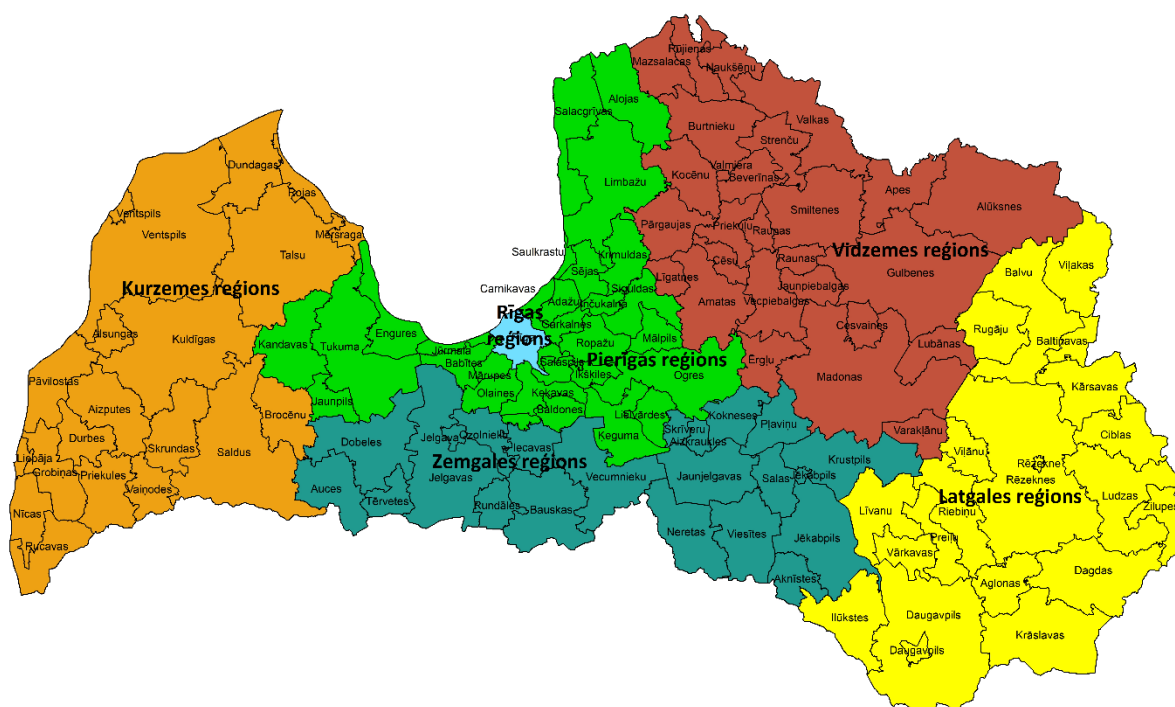 Rūjienas
Mazsalacas
Naukšēnu
Alojas
Salacgrīvas
Valkas
Burtnieku
Strenču
Dundagas
Valmiera
Kocēnu
Beverīnas
Limbažu
Apes
Rojas
Alūksnes
Ventspils
Smiltenes
Pārgaujas
Priekuļu
Raunas
Ventspils
Mērsraga
Talsu
Saulkrastu
Krimuldas
Cēsu
Vidzemes reģions
Raunas
Gulbenes
Balvu
Viļakas
Sējas
Līgatnes
Siguldas
Kurzemes reģions
Carnikavas
Jaunpiebalgas
Amatas
Vecpiebalgas
Ādažu
Inčukalna
Rīgas
reģions
Garkalnes
Cesvaines
Rugāju
Alsungas
Kuldīgas
Engures
Kandavas
Tukuma
Ropažu
Mālpils
Lubānas
Baltinavas
Jūrmala
Babītes
Salaspils
Pierīgas reģions
Ērgļu
Mārupes
Ikšķiles
Ogres
Madonas
Pāvilostas
Olaines
Ķekavas
Kārsavas
Jaunpils
Baldones
Aizputes
Brocēnu
Lielvārdes
Kokneses
Pļaviņu
Durbes
Dobeles
Jelgava
Ozolnieku
Skrīveru
Varakļānu
Ciblas
Liepāja
Skrundas
Saldus
Iecavas
Ķeguma
Aizkraukles
Krustpils
Viļānu
Grobiņas
Priekules
Zemgales reģions
Rēzekne
Rēzeknes
Vaiņodes
Auces
Jelgavas
Vecumnieku
Jaunjelgavas
Salas
Jēkabpils
Latgales reģions
Ludzas
Zilupes
Tērvetes
Rundāles
Bauskas
Līvānu
Riebiņu
Nīcas
Neretas
Viesītes
Jēkabpils
Preiļu
Rucavas
Vārkavas
Aknīstes
Aglonas
Dagdas
Ilūkstes
Daugavpils
Krāslavas
Daugavpils